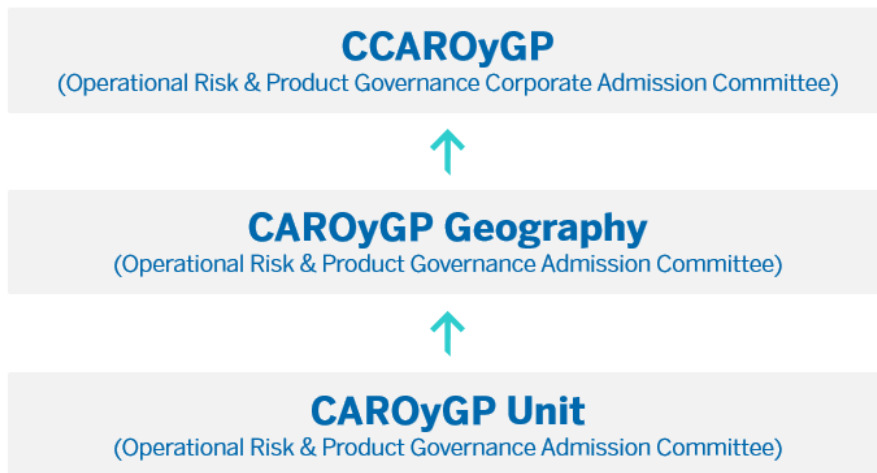 CCAROyGP
(Operational Risk & Product Governance Corporate Admission Committee)
CAROyGP Geography
(Operational Risk & Product Governance Admission Committee)
CAROyGP Unit
(Operational Risk & Product Governance Admission Committee)